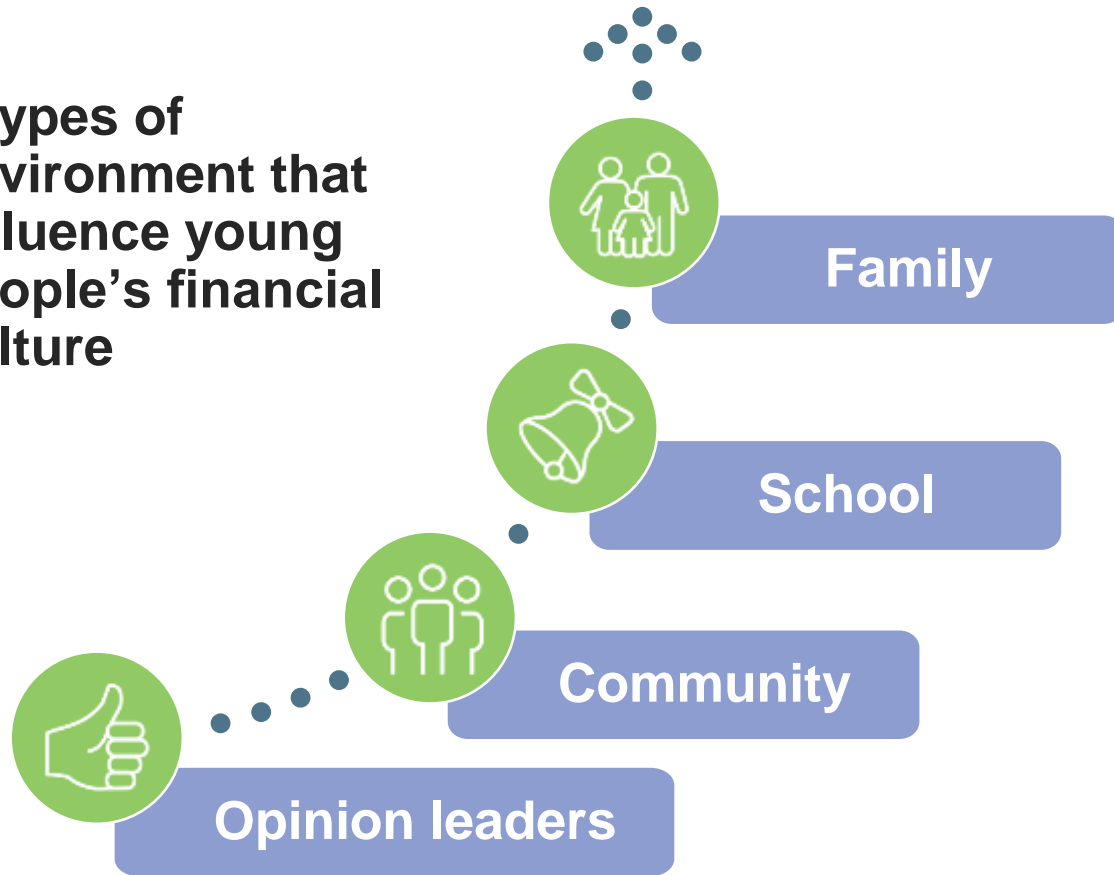 ypes of
vironment that
luence young
ople’s financial
lture
Family
School
Community
Opinion leaders